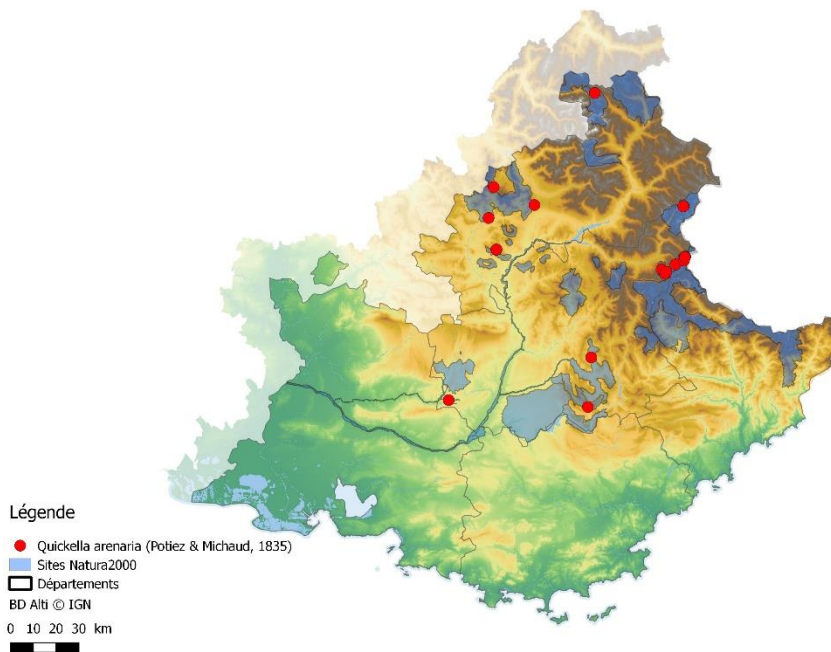 Légende
Quickella arenaria (Potiez & Michaud, 1835)
Sites Natura2000
Départements
BD Alti © IGN
0 10 20 30 km